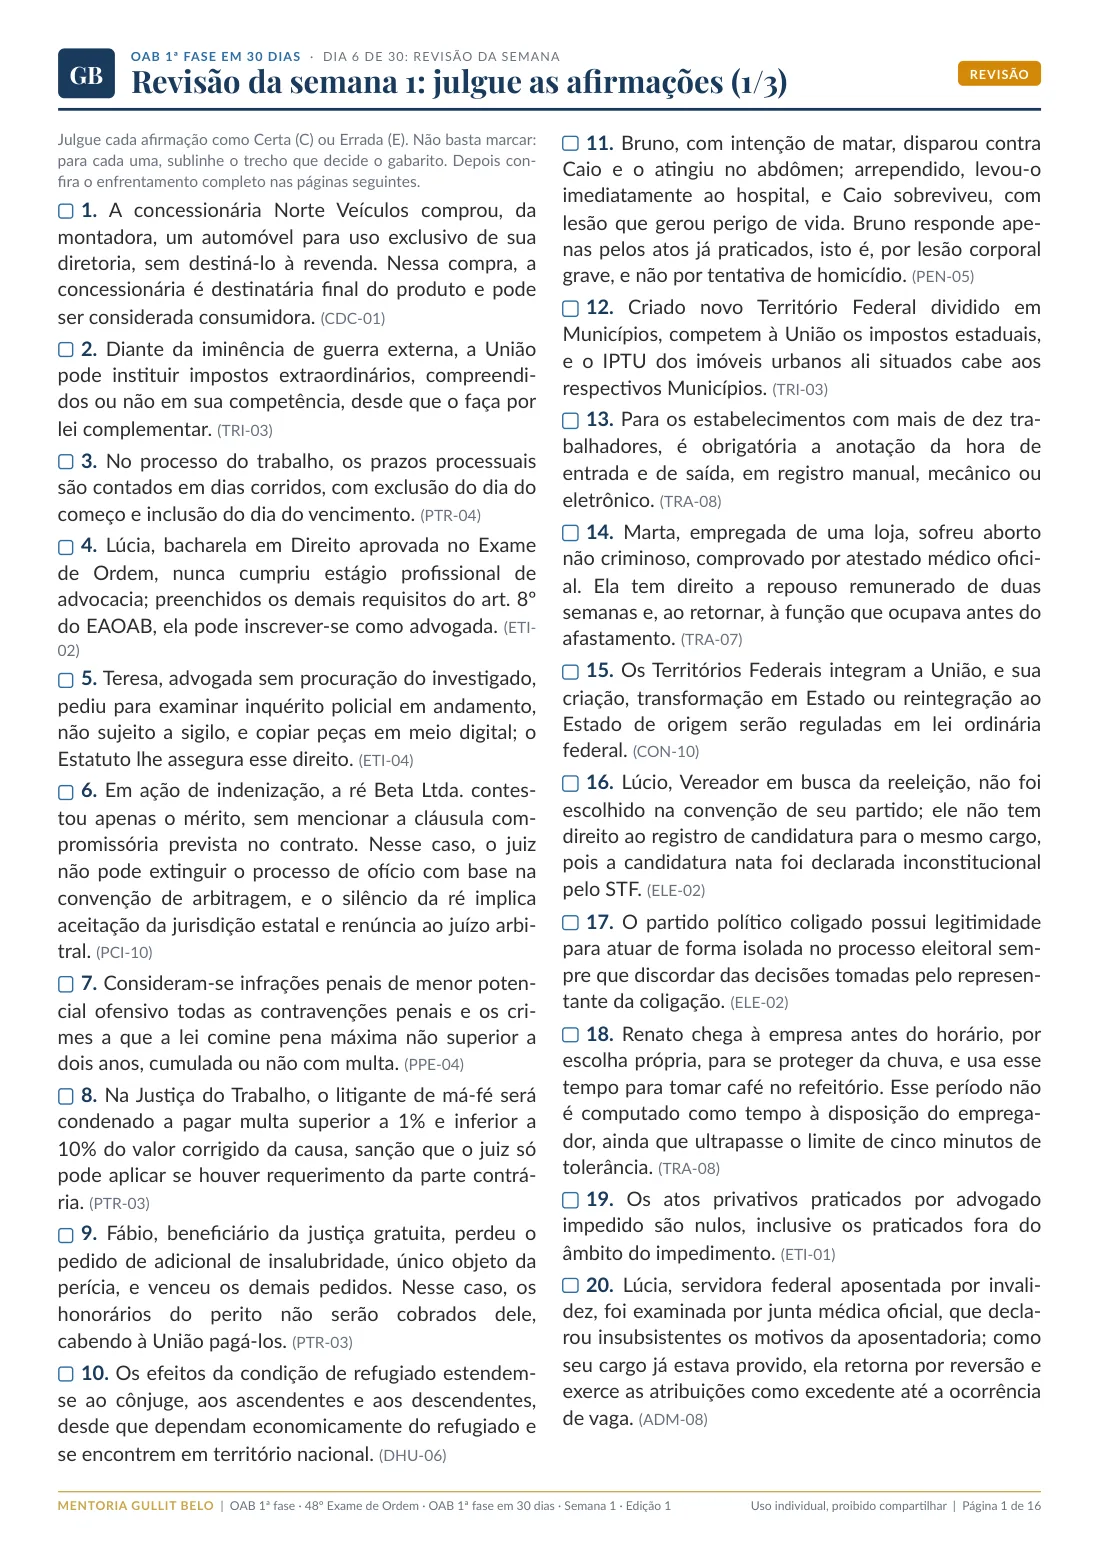 GB
OAB 1ª FASE EM 30 DIAS · DIA 6 DE 30: REVISÃO DA SEMANA
Revisão da semana 1: julgue as afirmações (1/3)
REVISÃO
Julgue cada afirmação como Certa (C) ou Errada (E). Não basta marcar:
para cada uma, sublinhe o trecho que decide o gabarito. Depois con-
fira o enfrentamento completo nas páginas seguintes.
1. A concessionária Norte Veículos comprou, da
montadora, um automóvel para uso exclusivo de sua
diretoria, sem destiná-lo à revenda. Nessa compra, a
concessionária é destinatária final do produto e pode
ser considerada consumidora. (CDC-01)
2. Diante da iminência de guerra externa, a União
pode instituir impostos extraordinários, compreendi-
dos ou não em sua competência, desde que o faça por
lei complementar. (TRI-03)
3. No processo do trabalho, os prazos processuais
são contados em dias corridos, com exclusão do dia do
começo e inclusão do dia do vencimento. (PTR-04)
4. Lúcia, bacharela em Direito aprovada no Exame
de Ordem, nunca cumpriu estágio profissional de
advocacia; preenchidos os demais requisitos do art. 8º
do EAOAB, ela pode inscrever-se como advogada. (ETI-
02)
5. Teresa, advogada sem procuração do investigado,
pediu para examinar inquérito policial em andamento,
não sujeito a sigilo, e copiar peças em meio digital; o
Estatuto lhe assegura esse direito. (ETI-04)
6. Em ação de indenização, a ré Beta Ltda. contes-
tou apenas o mérito, sem mencionar a cláusula com-
promissória prevista no contrato. Nesse caso, o juiz
não pode extinguir o processo de ofício com base na
convenção de arbitragem, e o silêncio da ré implica
aceitação da jurisdição estatal e renúncia ao juízo arbi-
tral. (PCI-10)
7. Consideram-se infrações penais de menor poten-
cial ofensivo todas as contravenções penais e os cri-
mes a que a lei comine pena máxima não superior a
dois anos, cumulada ou não com multa. (PPE-04)
8. Na Justiça do Trabalho, o litigante de má-fé será
condenado a pagar multa superior a 1% e inferior a
10% do valor corrigido da causa, sanção que o juiz só
pode aplicar se houver requerimento da parte contrá-
ria. (PTR-03)
9. Fábio, beneficiário da justiça gratuita, perdeu o
pedido de adicional de insalubridade, único objeto da
perícia, e venceu os demais pedidos. Nesse caso, os
honorários do perito não serão cobrados dele,
cabendo à União pagá-los. (PTR-03)
10. Os efeitos da condição de refugiado estendem-
se ao cônjuge, aos ascendentes e aos descendentes,
desde que dependam economicamente do refugiado e
se encontrem em território nacional. (DHU-06)
11. Bruno, com intenção de matar, disparou contra
Caio e o atingiu no abdômen; arrependido, levou-o
imediatamente ao hospital, e Caio sobreviveu, com
lesão que gerou perigo de vida. Bruno responde ape-
nas pelos atos já praticados, isto é, por lesão corporal
grave, e não por tentativa de homicídio. (PEN-05)
12. Criado novo Território Federal dividido em
Municípios, competem à União os impostos estaduais,
e o IPTU dos imóveis urbanos ali situados cabe aos
respectivos Municípios. (TRI-03)
13. Para os estabelecimentos com mais de dez tra-
balhadores, é obrigatória a anotação da hora de
entrada e de saída, em registro manual, mecânico ou
eletrônico. (TRA-08)
14. Marta, empregada de uma loja, sofreu aborto
não criminoso, comprovado por atestado médico ofici-
al. Ela tem direito a repouso remunerado de duas
semanas e, ao retornar, à função que ocupava antes do
afastamento. (TRA-07)
15. Os Territórios Federais integram a União, e sua
criação, transformação em Estado ou reintegração ao
Estado de origem serão reguladas em lei ordinária
federal. (CON-10)
16. Lúcio, Vereador em busca da reeleição, não foi
escolhido na convenção de seu partido; ele não tem
direito ao registro de candidatura para o mesmo cargo,
pois a candidatura nata foi declarada inconstitucional
pelo STF. (ELE-02)
17. O partido político coligado possui legitimidade
para atuar de forma isolada no processo eleitoral sem-
pre que discordar das decisões tomadas pelo represen-
tante da coligação. (ELE-02)
18. Renato chega à empresa antes do horário, por
escolha própria, para se proteger da chuva, e usa esse
tempo para tomar café no refeitório. Esse período não
é computado como tempo à disposição do emprega-
dor, ainda que ultrapasse o limite de cinco minutos de
tolerância. (TRA-08)
19. Os atos privativos praticados por advogado
impedido são nulos, inclusive os praticados fora do
âmbito do impedimento. (ETI-01)
20. Lúcia, servidora federal aposentada por invali-
dez, foi examinada por junta médica oficial, que decla-
rou insubsistentes os motivos da aposentadoria; como
seu cargo já estava provido, ela retorna por reversão e
exerce as atribuições como excedente até a ocorrência
de vaga. (ADM-08)
MENTORIA GULLIT BELO | OAB 1ª fase · 48º Exame de Ordem · OAB 1ª fase em 30 dias · Semana 1 · Edição 1
Uso individual, proibido compartilhar | Página 1 de 16